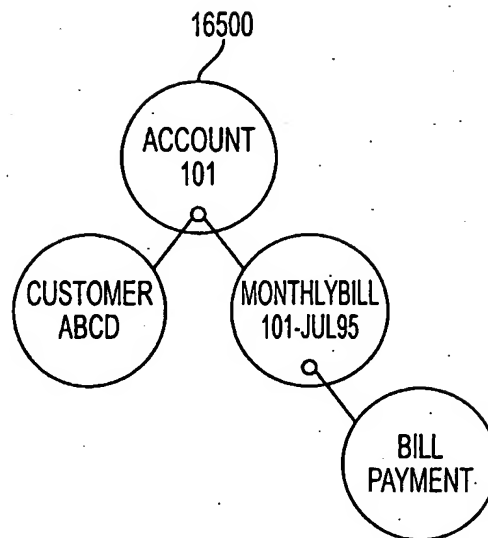 16500
ACCOUNT
101
CUSTOMER
ABCD
MONTHLYBILL
101-JUL95
BILL
PAYMENT